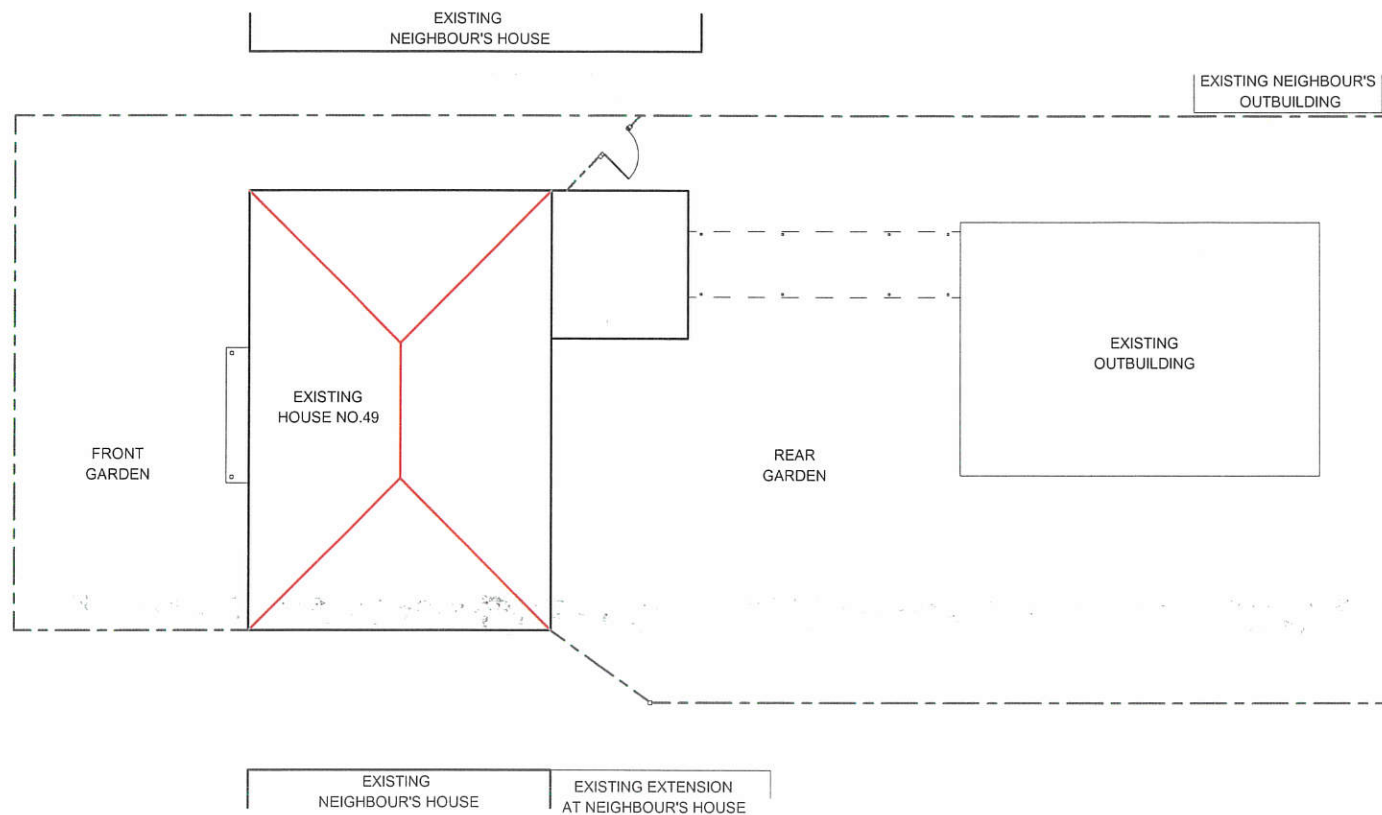 EXISTING
NEIGHBOUR'S HOUSE
EXISTING NEIGHBOUR'S
OUTBUILDING
EXISTING
OUTBUILDING
EXISTING
HOUSE NO.49
FRONT
GARDEN
REAR
GARDEN
EXISTING
NEIGHBOUR'S HOUSE
EXISTING EXTENSION
AT NEIGHBOUR'S HOUSE